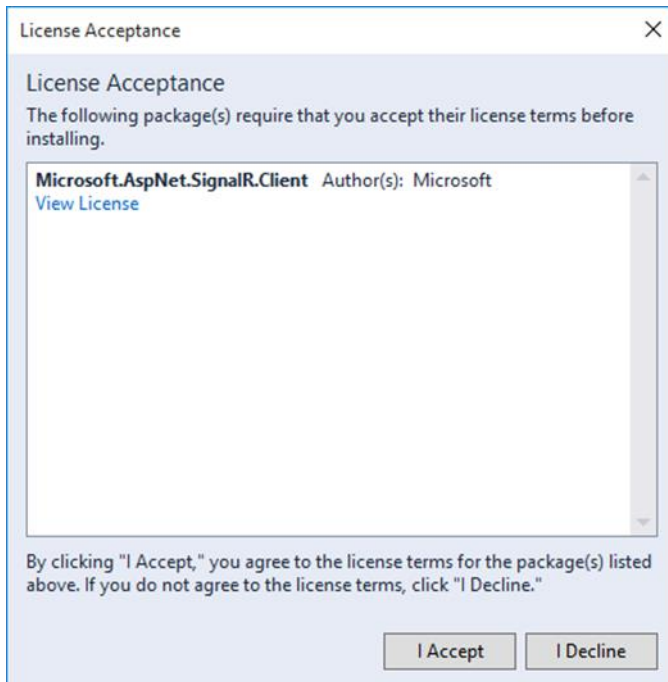 License Acceptance
License Acceptance
The following package(s) require that you accept their license terms before
installing.
Microsoft.AspNet.SignalR.Client Author(s): Microsoft
View License
By clicking "I Accept," you agree to the license terms for the package(s) listed
above. If you do not agree to the license terms, click "I Decline."
I Accept I Decline